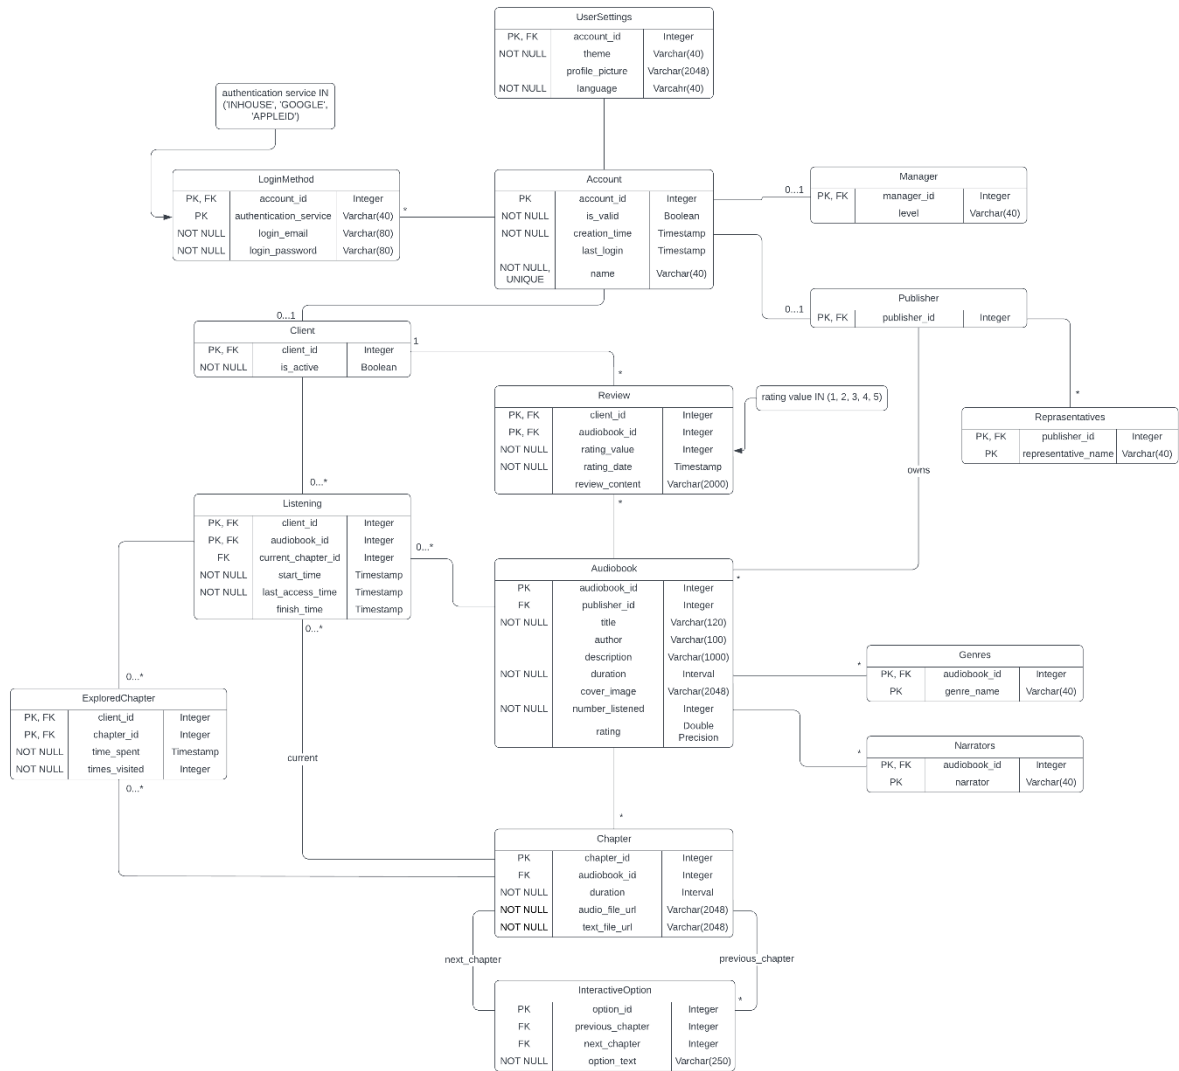 UserSettings
PK, FK account_id Integer
NOT NULL theme Varchar(40)
profile_picture Varchar(2048)
NOT NULL language Varcahr(40)
authentication service IN
('INHOUSE', 'GOOGLE',
'APPLEID')
LoginMethod
PK, FK account_id Integer
PK authentication_service Varchar(40)
NOT NULL login_email Varchar(80)
NOT NULL login_password Varchar(80)
*
Account
PK account_id Integer
NOT NULL is_valid Boolean
NOT NULL creation_time Timestamp
last_login Timestamp
NOT NULL,
UNIQUE name Varchar(40)
0...1
Manager
PK, FK manager_id Integer
level Varchar(40)
0...1
Publisher
PK, FK publisher_id Integer
*
Representatives
PK, FK publisher_id Integer
PK representative_name Varchar(40)
0...1
Client
PK, FK client_id Integer
NOT NULL is_active Boolean
1
*
Review
PK, FK client_id Integer
PK, FK audiobook_id Integer
NOT NULL rating_value Integer
NOT NULL rating_date Timestamp
review_content Varchar(2000)
rating value IN (1, 2, 3, 4, 5)
*
owns
*
0...*
Listening
PK, FK client_id Integer
PK, FK audiobook_id Integer
FK current_chapter_id Integer
NOT NULL start_time Timestamp
NOT NULL last_access_time Timestamp
finish_time Timestamp
0...*
0...*
Audiobook
PK audiobook_id Integer
FK publisher_id Integer
NOT NULL title Varchar(120)
author Varchar(100)
description Varchar(1000)
NOT NULL duration Interval
cover_image Varchar(2048)
NOT NULL number_listened Integer
rating Double
Precision
*
Genres
PK, FK audiobook_id Integer
PK genre_name Varchar(40)
*
Narrators
PK, FK audiobook_id Integer
PK narrator Varchar(40)
0...*
ExploredChapter
PK, FK client_id Integer
PK, FK chapter_id Integer
NOT NULL time_spent Timestamp
NOT NULL times_visited Integer
0...*
current
*
Chapter
PK chapter_id Integer
FK audiobook_id Integer
NOT NULL duration Interval
NOT NULL audio_file_url Varchar(2048)
NOT NULL text_file_url Varchar(2048)
next_chapter
previous_chapter
*
InteractiveOption
PK option_id Integer
FK previous_chapter Integer
FK next_chapter Integer
NOT NULL option_text Varchar(250)